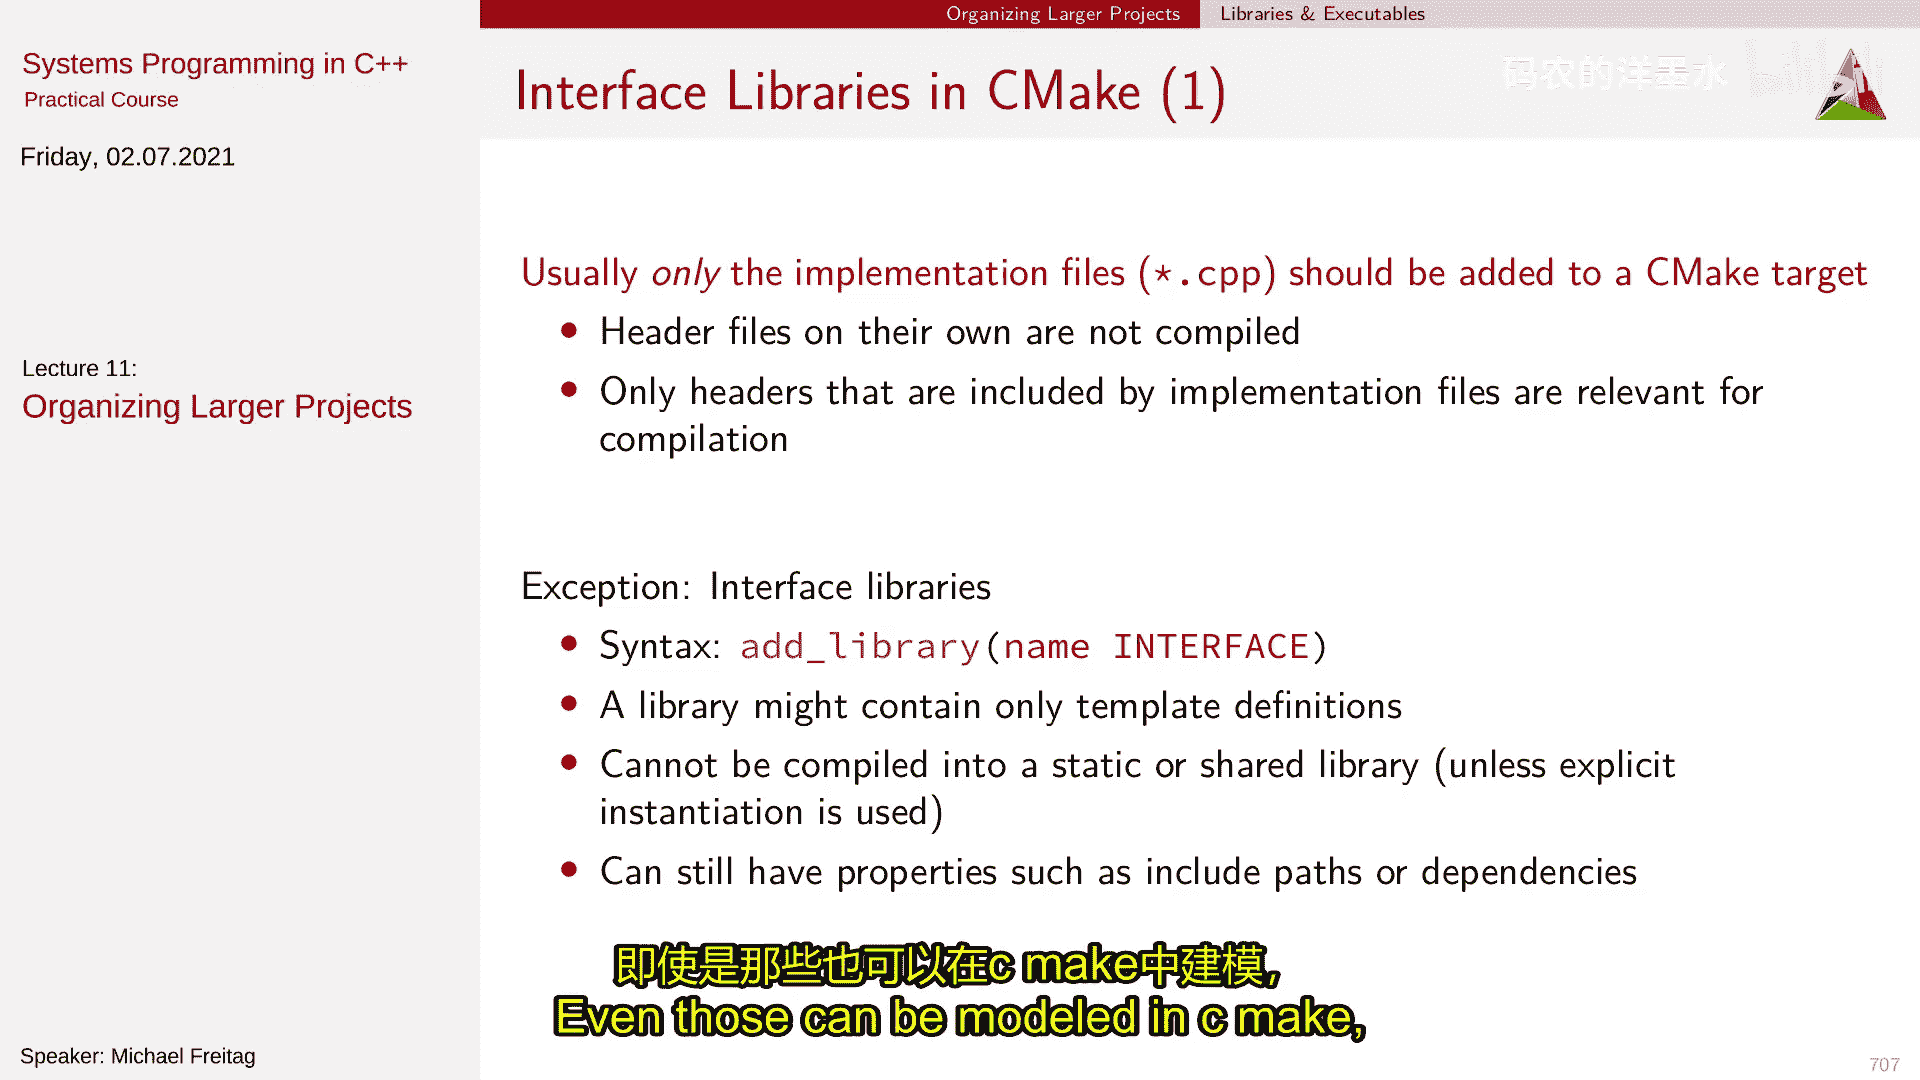 Organizing Larger Projects
Libraries & Executables
Systems Programming in C++
Practical Course
Friday, 02.07.2021
Lecture 11:
Organizing Larger Projects
Speaker: Michael Freitag
Interface Libraries in CMake (1)
码农的洋墨水
Usually only the implementation files (*.cpp) should be added to a CMake target
• Header files on their own are not compiled
• Only headers that are included by implementation files are relevant for
compilation
Exception: Interface libraries
• Syntax: add_library(name INTERFACE)
• A library might contain only template definitions
• Cannot be compiled into a static or shared library (unless explicit
instantiation is used)
• Can still have properties such as include paths or dependencies
即使是那些也可以在c make中建模,
Even those can be modeled in c make,
707